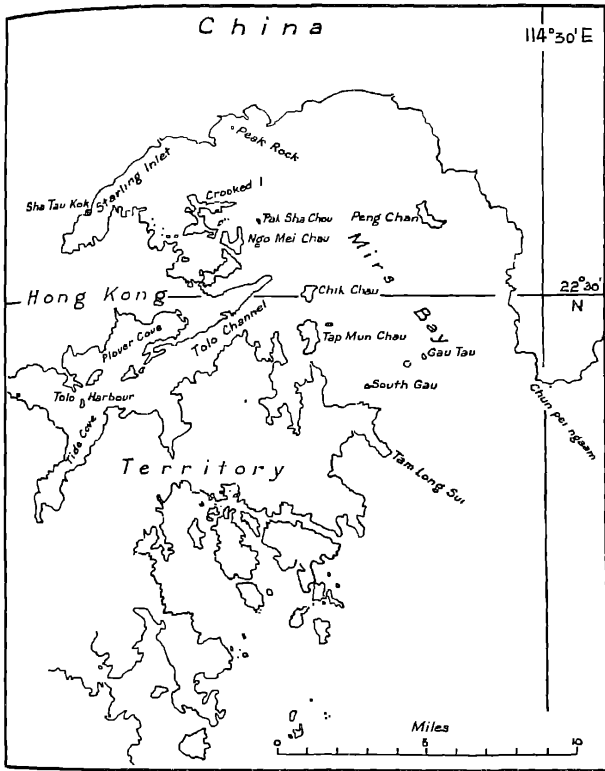 China
114°30'E
Peak Rock
Starling Inlet
Crooked I
Sha Tau Kok
Pak Sha Chau
Peng Chan
Ngo Mei Chau
Mirs Bay
22°30'
N
Hong Kong
Chik Chau
Tolo Channel
Plover Cove
Tap Mun Chau
Gau Tau
South Gau
Tolo Harbour
Tide Cove
Chun poi ngaam
Territory
Tam Long Sui
Miles
0 5 10